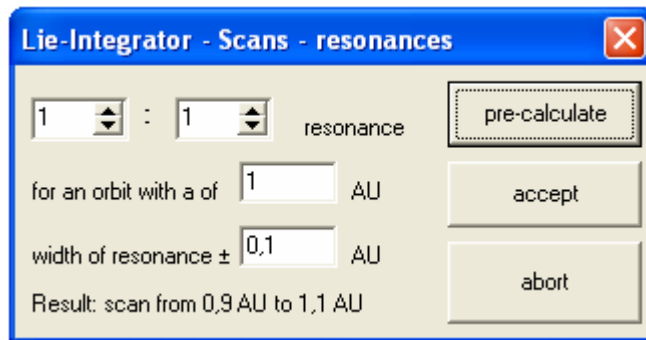 Lie-Integrator - Scans - resonances
1 : 1 resonance
pre-calculate
for an orbit with a of 1 AU
accept
width of resonance ± 0,1 AU
abort
Result: scan from 0,9 AU to 1,1 AU